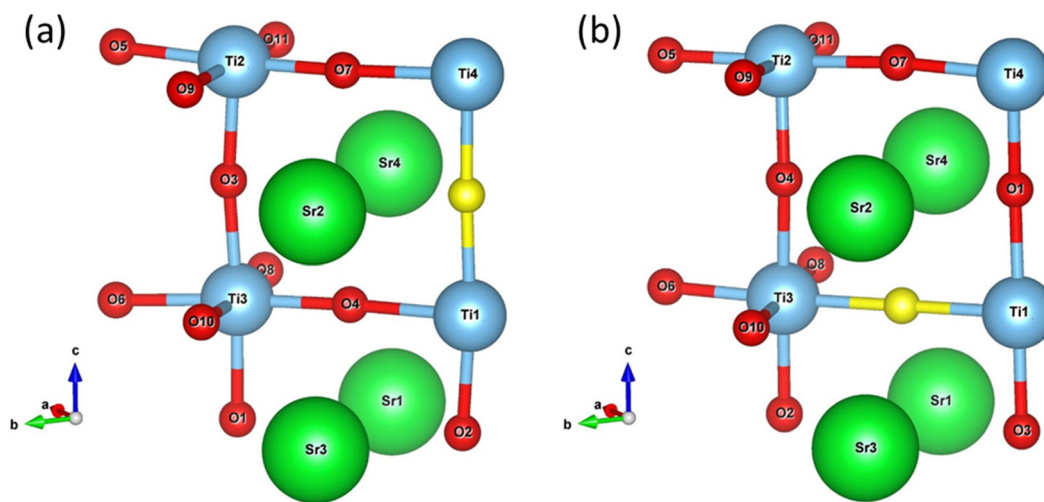 (a)
O5
Ti2
O11
O7
Ti4
O9
Sr4
O3
Sr2
O8
O6
Ti3
O4
Ti1
O10
Sr1
O1
O2
Sr3
c
a
b
(b)
O5
Ti2
O11
O7
Ti4
O9
Sr4
O4
O1
Sr2
O8
O6
Ti3
Ti1
O10
Sr1
O2
O3
Sr3
c
a
b